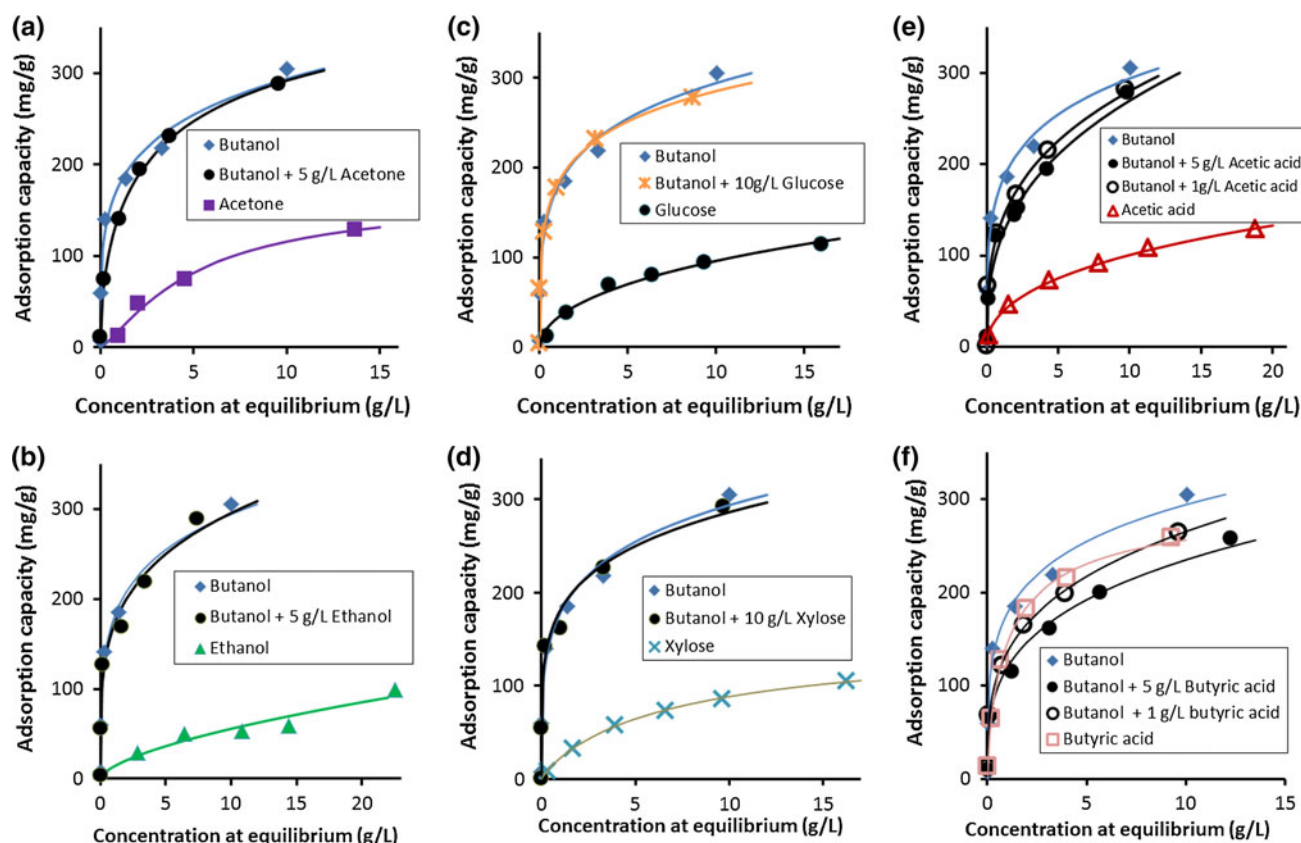 (a)
Adsorption capacity (mg/g)
300
200
100
0
Butanol
Butanol + 5 g/L Acetone
Acetone
0 5 10 15
Concentration at equilibrium (g/L)
(c)
Adsorption capacity (mg/g)
300
200
100
0
Butanol
Butanol + 10g/L Glucose
Glucose
0 5 10 15
Concentration at equilibrium (g/L)
(e)
Adsorption capacity (mg/g)
300
200
100
0
Butanol
Butanol + 5 g/L Acetic acid
Butanol + 1g/L Acetic acid
Acetic acid
0 5 10 15 20
Concentration at equilibrium (g/L)
(b)
Adsorption capacity (mg/g)
300
200
100
0
Butanol
Butanol + 5 g/L Ethanol
Ethanol
0 5 10 15 20
Concentration at equilibrium (g/L)
(d)
Adsorption capacity (mg/g)
300
200
100
0
Butanol
Butanol + 10 g/L Xylose
Xylose
0 5 10 15
Concentration at equilibrium (g/L)
(f)
Adsorption capacity (mg/g)
300
200
100
0
Butanol
Butanol + 5 g/L Butyric acid
Butanol + 1 g/L butyric acid
Butyric acid
0 5 10 15
Concentration at equilibrium (g/L)